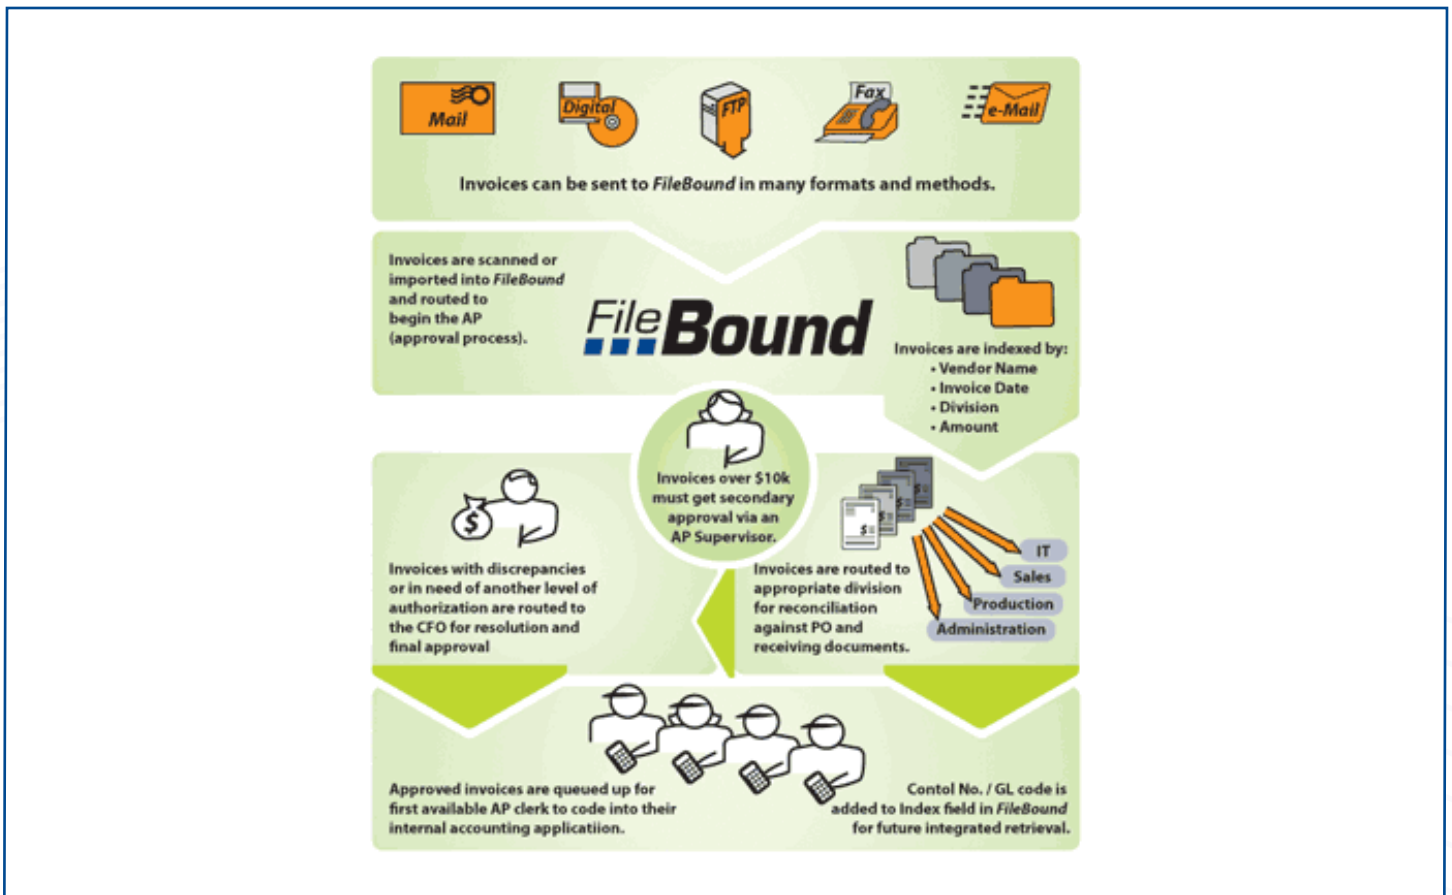 Mail
Digital
FTP
Fax
e-Mail
Invoices can be sent to FileBound in many formats and methods.
Invoices are scanned or
imported into FileBound
and routed to
begin the AP
(approval process).
FileBound
Invoices are indexed by:
• Vendor Name
• Invoice Date
• Division
• Amount
Invoices over $10k
must get secondary
approval via an
AP Supervisor.
$
Invoices with discrepancies
or in need of another level of
authorization are routed to
the CFO for resolution and
final approval
$
$
$
$
Invoices are routed to
appropriate division
for reconciliation
against PO and
receiving documents.
IT
Sales
Production
Administration
Approved invoices are queued up for
first available AP clerk to code into their
internal accounting applicatiion.
Contol No. / GL code is
added to Index field in FileBound
for future integrated retrieval.